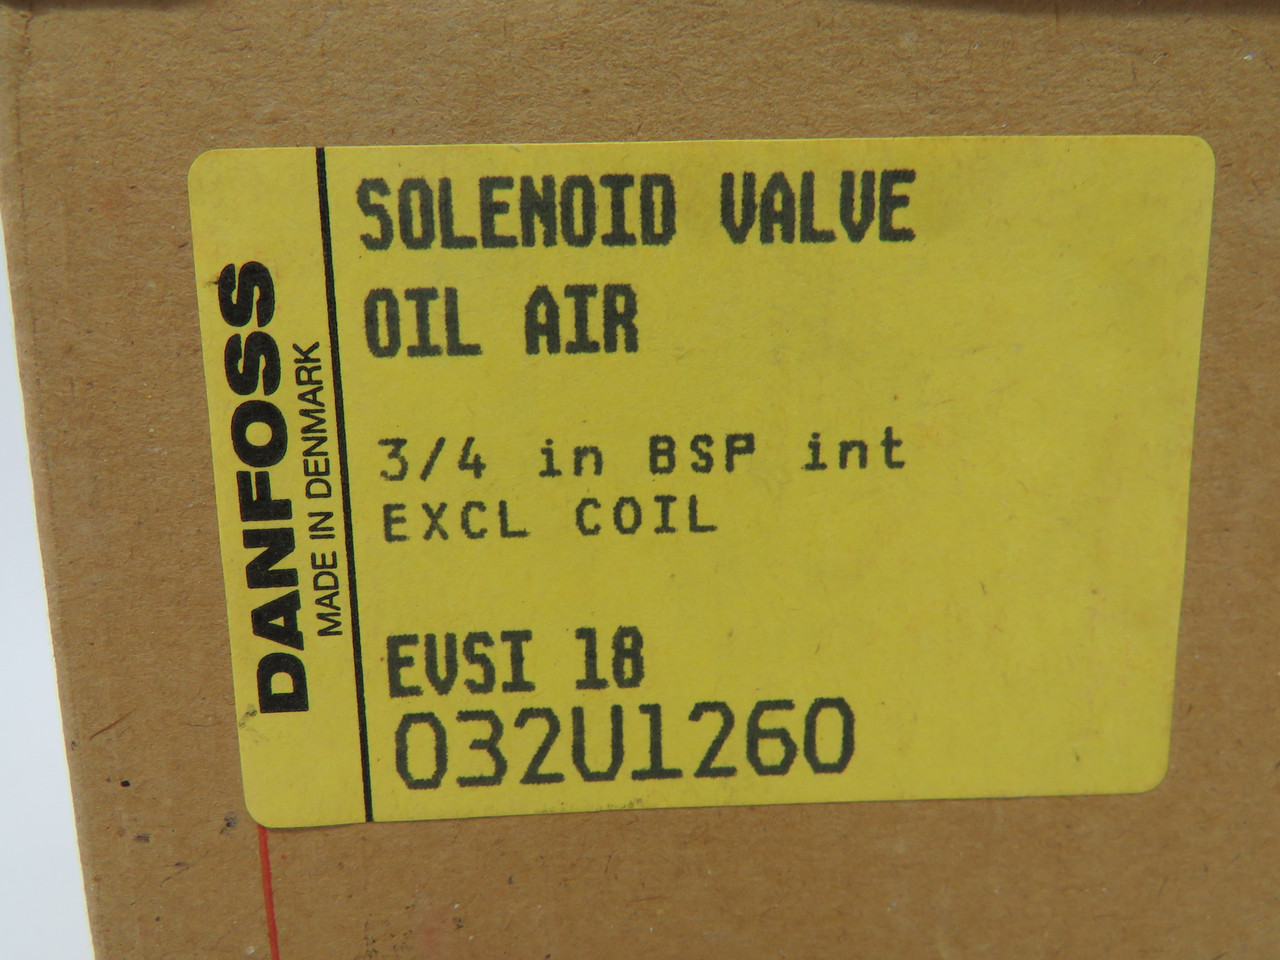 DANFOSS
MADE IN DENMARK
SOLENOID VALVE
OIL AIR
3/4 in BSP int
EXCL COIL
EVSI 18
032U1260